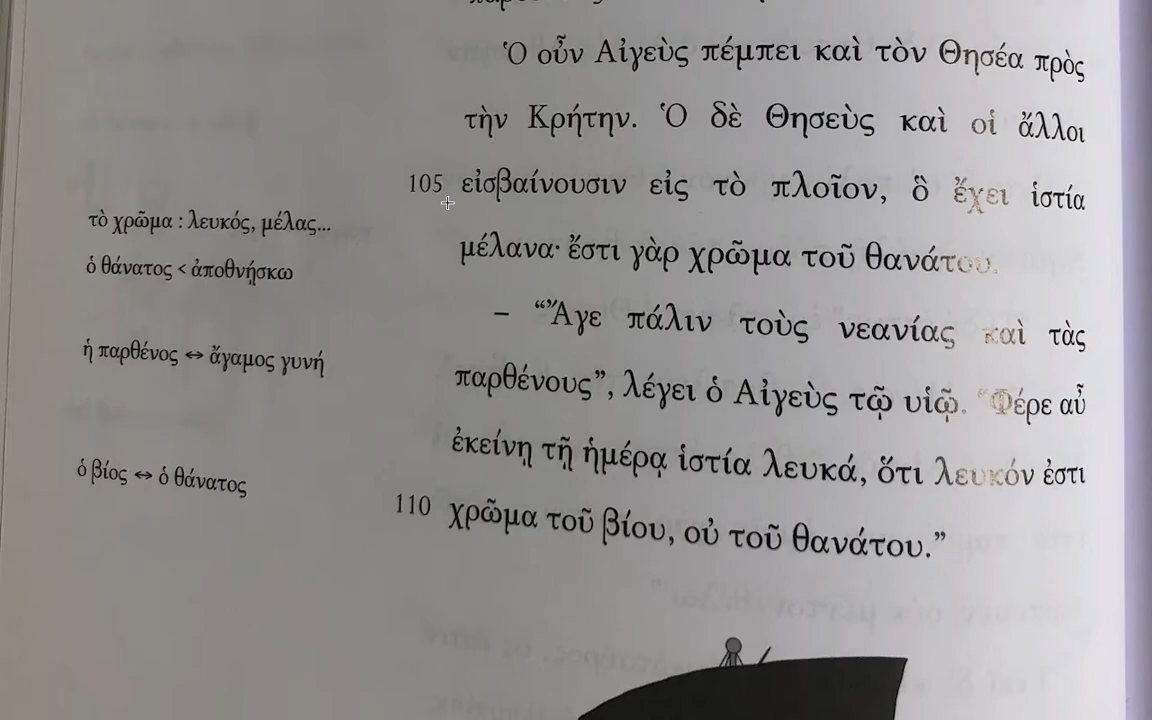 Ὁ οὖν Αἰγεὺς πέμπει καὶ τὸν Θησέα πρὸς
τὴν Κρήτην. Ὁ δὲ Θησεὺς καὶ οἱ ἄλλοι
105 εἰσβαίνουσιν εἰς τὸ πλοῖον, ὃ ἔχει ἱστία
τὸ χρῶμα : λευκός, μέλας...
μέλανα· ἔστι γὰρ χρῶμα τοῦ θανάτου.
ὁ θάνατος < ἀποθνῄσκω
– “Ἄγε πάλιν τοὺς νεανίας καὶ τὰς
ἡ παρθένος ↔ ἄγαμος γυνή
παρθένους”, λέγει ὁ Αἰγεὺς τῷ υἱῷ. “Φέρε αὖ
ἐκείνῃ τῇ ἡμέρᾳ ἱστία λευκά, ὅτι λευκόν ἐστι
ὁ βίος ↔ ὁ θάνατος
110 χρῶμα τοῦ βίου, οὐ τοῦ θανάτου.”